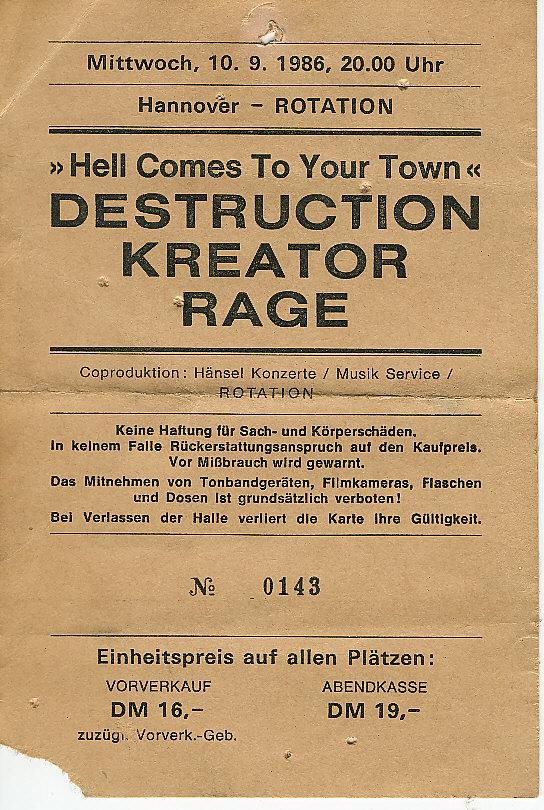 Mittwoch, 10. 9. 1986, 20.00 Uhr
Hannover – ROTATION
»Hell Comes To Your Town«
DESTRUCTION
KREATOR
RAGE
Coproduktion: Hänsel Konzerte / Musik Service /
ROTATION
Keine Haftung für Sach- und Körperschäden.
In keinem Falle Rückerstattungsanspruch auf den Kaufpreis.
Vor Mißbrauch wird gewarnt.
Das Mitnehmen von Tonbandgeräten, Filmkameras, Flaschen
und Dosen ist grundsätzlich verboten!
Bei Verlassen der Halle verliert die Karte ihre Gültigkeit.
№ 0143
Einheitspreis auf allen Plätzen:
VORVERKAUF ABENDKASSE
DM 16,– DM 19,–
zuzügl. Vorverk.-Geb.